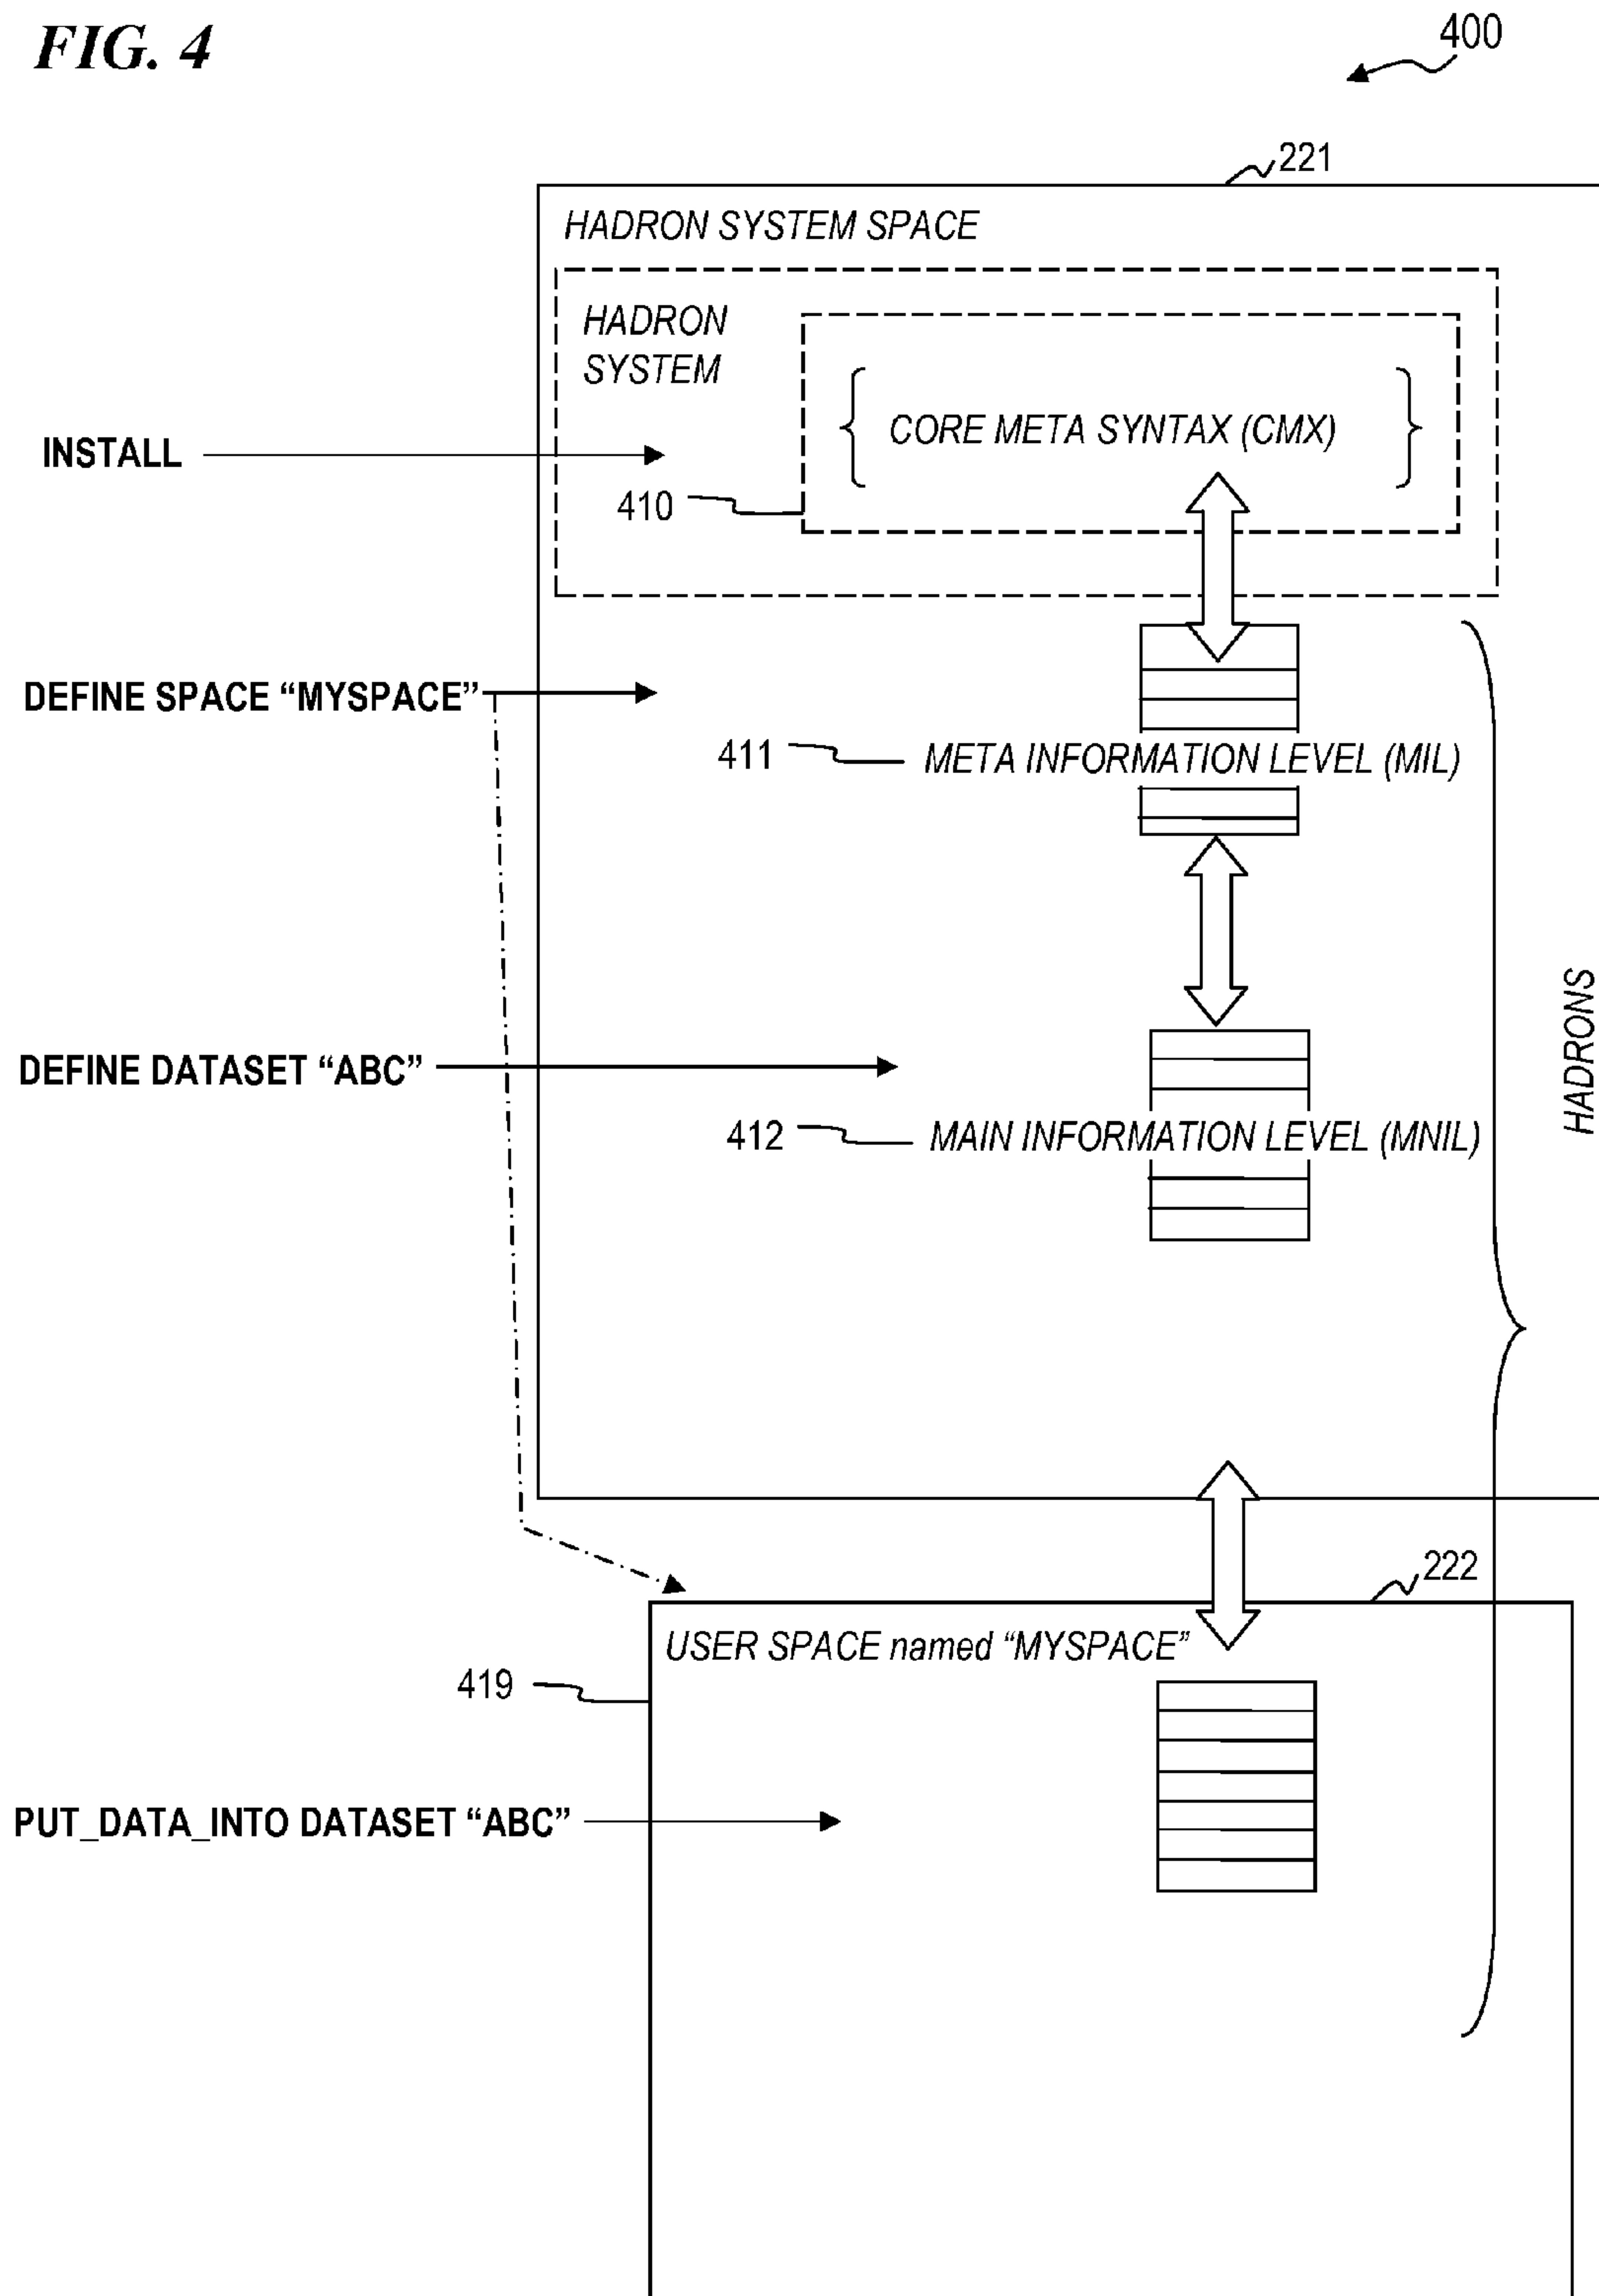 FIG. 4
400
221
HADRON SYSTEM SPACE
HADRON
SYSTEM
CORE META SYNTAX (CMX)
INSTALL
410
DEFINE SPACE “MYSPACE”
411
META INFORMATION LEVEL (MIL)
HADRONS
DEFINE DATASET “ABC”
412
MAIN INFORMATION LEVEL (MNIL)
222
USER SPACE named “MYSPACE”
419
PUT_DATA_INTO DATASET “ABC”